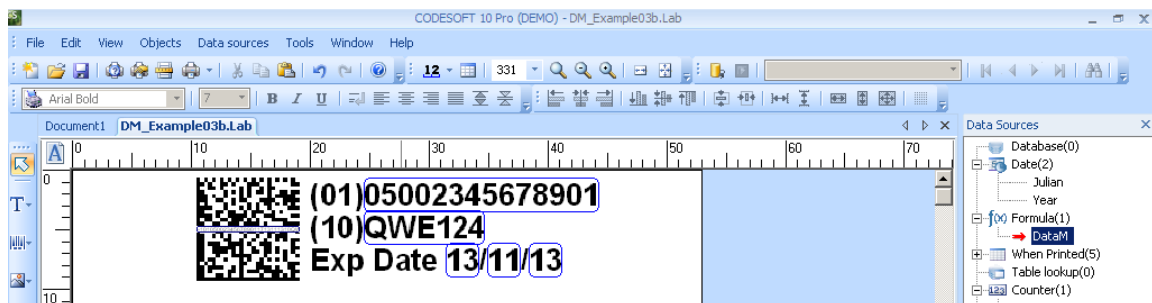 CODESOFT 10 Pro (DEMO) - DM_Example03b.Lab
File Edit View Objects Data sources Tools Window Help
12 331
Arial Bold 7 B I U
Document1 DM_Example03b.Lab Data Sources
A 0 10 20 30 40 50 60 70 Database(0)
Date(2)
0 (01)05002345678901 Julian
T Year
(10)QWE124 Formula(1)
DataM
Exp Date 13/11/13 When Printed(5)
Table lookup(0)
10 123 Counter(1)